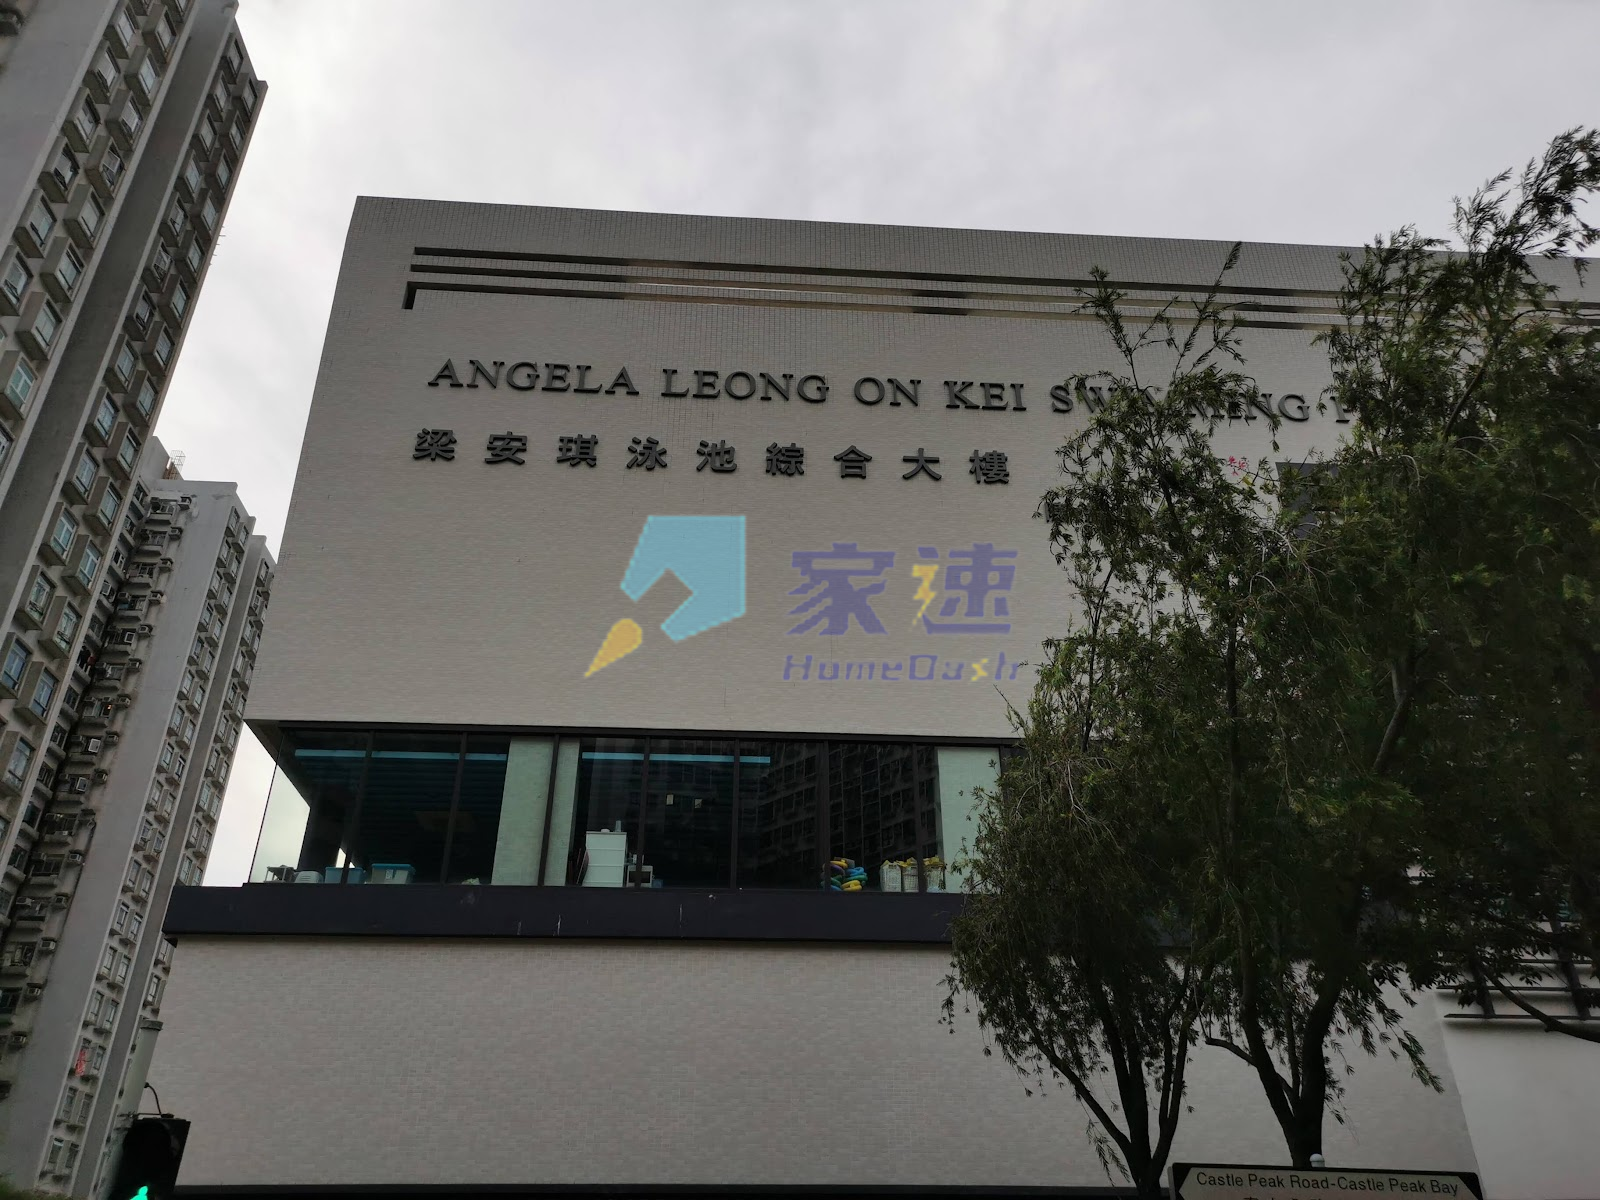 ANGELA LEONG ON KEI SWIMMING
梁安琪泳池綜合大樓
家速
HomeDash
Castle Peak Road-Castle Peak Bay